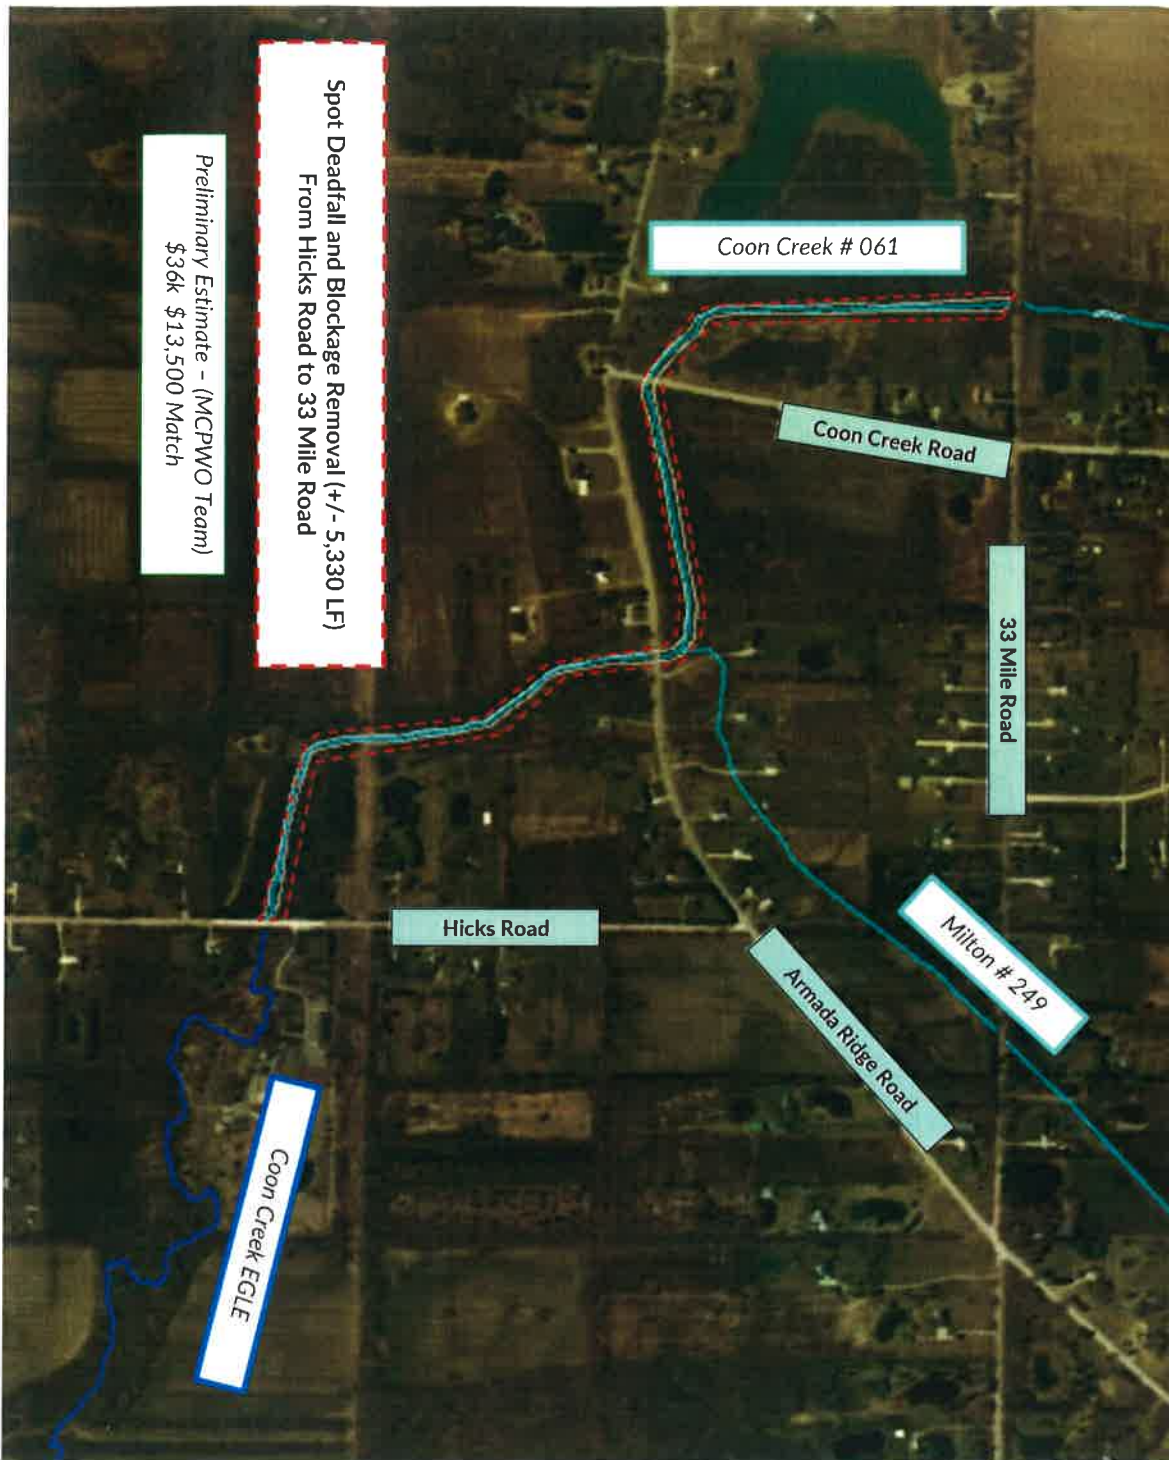 Coon Creek # 061
Coon Creek Road
33 Mile Road
Spot Deadfall and Blockage Removal (+/- 5,330 LF)
From Hicks Road to 33 Mile Road
Preliminary Estimate – (MCPWO Team)
$36k $13,500 Match
Hicks Road
Milton # 249
Armada Ridge Road
Coon Creek EGLE